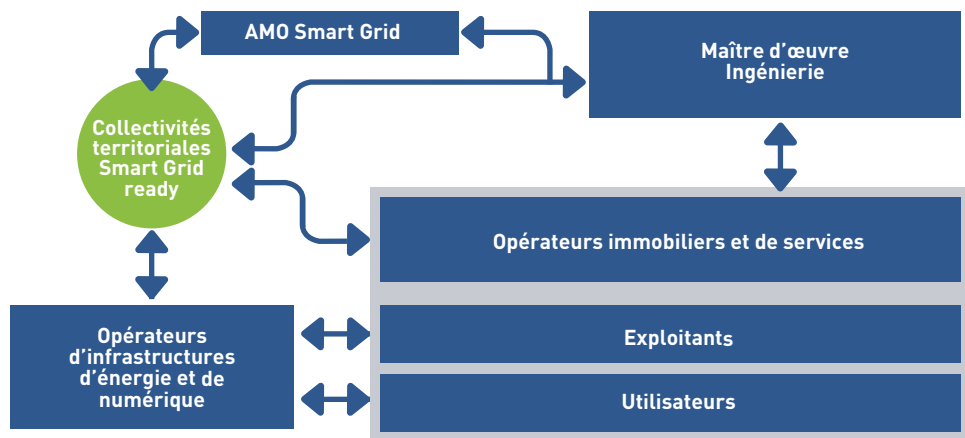 AMO Smart Grid
Maître d’œuvre
Ingénierie
Collectivités
territoriales
Smart Grid
ready
Opérateurs immobiliers et de services
Opérateurs
d’infrastructures
d’énergie et de
numérique
Exploitants
Utilisateurs